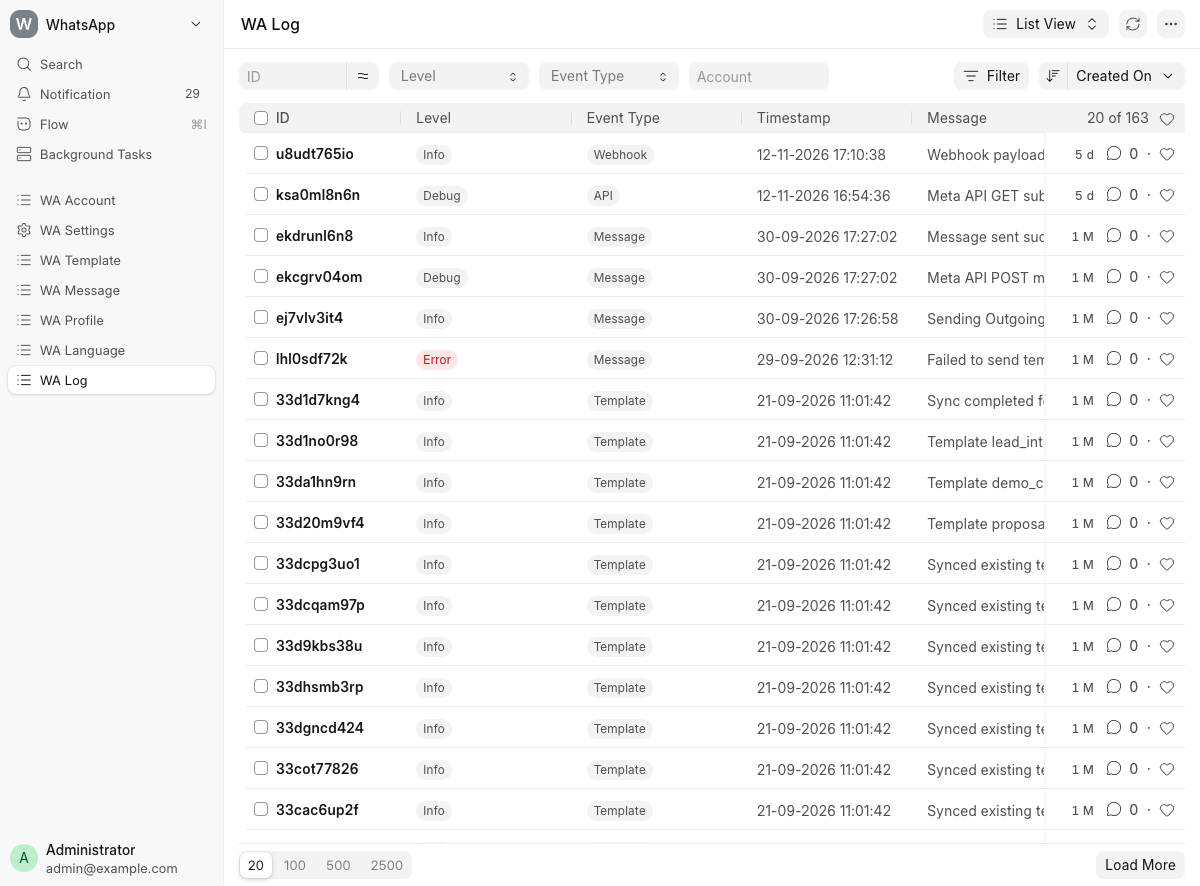 W WhatsApp
Search
Notification 29
Flow ⌘I
Background Tasks
WA Account
WA Settings
WA Template
WA Message
WA Profile
WA Language
WA Log
A Administrator
admin@example.com
WA Log
List View
ID ≈ Level Event Type Account Filter Created On
ID Level Event Type Timestamp Message 20 of 163
u8udt765io Info Webhook 12-11-2026 17:10:38 Webhook payload 5 d 0 ·
ksa0ml8n6n Debug API 12-11-2026 16:54:36 Meta API GET sub 5 d 0 ·
ekdrunl6n8 Info Message 30-09-2026 17:27:02 Message sent suc 1 M 0 ·
ekcgrv04om Debug Message 30-09-2026 17:27:02 Meta API POST m 1 M 0 ·
ej7vlv3it4 Info Message 30-09-2026 17:26:58 Sending Outgoing 1 M 0 ·
lhl0sdf72k Error Message 29-09-2026 12:31:12 Failed to send tem 1 M 0 ·
33d1d7kng4 Info Template 21-09-2026 11:01:42 Sync completed f 1 M 0 ·
33d1no0r98 Info Template 21-09-2026 11:01:42 Template lead_int 1 M 0 ·
33da1hn9rn Info Template 21-09-2026 11:01:42 Template demo_c 1 M 0 ·
33d20m9vf4 Info Template 21-09-2026 11:01:42 Template proposa 1 M 0 ·
33dcpg3uo1 Info Template 21-09-2026 11:01:42 Synced existing te 1 M 0 ·
33dcqam97p Info Template 21-09-2026 11:01:42 Synced existing te 1 M 0 ·
33d9kbs38u Info Template 21-09-2026 11:01:42 Synced existing te 1 M 0 ·
33dhsmb3rp Info Template 21-09-2026 11:01:42 Synced existing te 1 M 0 ·
33dgncd424 Info Template 21-09-2026 11:01:42 Synced existing te 1 M 0 ·
33cot77826 Info Template 21-09-2026 11:01:42 Synced existing te 1 M 0 ·
33cac6up2f Info Template 21-09-2026 11:01:42 Synced existing te 1 M 0 ·
20 100 500 2500 Load More